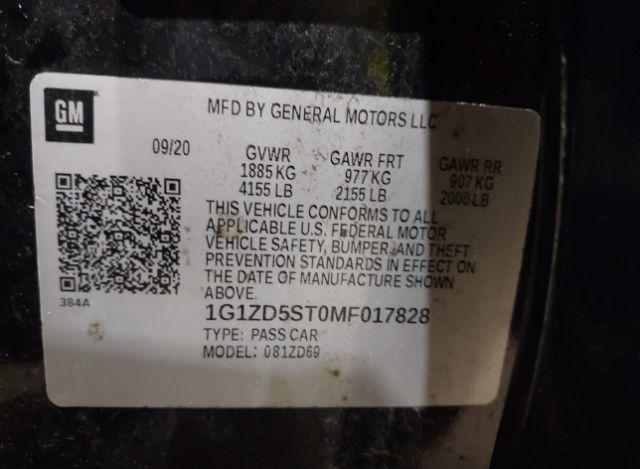 GM
MFD BY GENERAL MOTORS LLC
09/20
GVWR GAWR FRT GAWR RR
1885 KG 977 KG 907 KG
4155 LB 2155 LB 2000 LB
THIS VEHICLE CONFORMS TO ALL
APPLICABLE U.S. FEDERAL MOTOR
VEHICLE SAFETY, BUMPER, AND THEFT
PREVENTION STANDARDS IN EFFECT ON
THE DATE OF MANUFACTURE SHOWN
ABOVE.
384A
1G1ZD5ST0MF017828
TYPE: PASS CAR
MODEL: 081ZD69